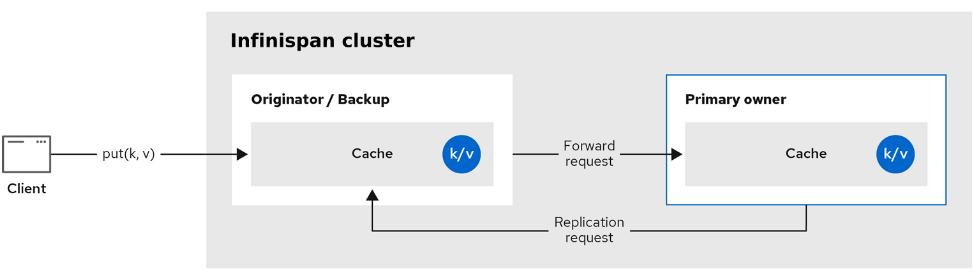 Infinispan cluster
Originator / Backup
Primary owner
Client
put(k, v)
Cache
k/v
Forward
request
Cache
k/v
Replication
request